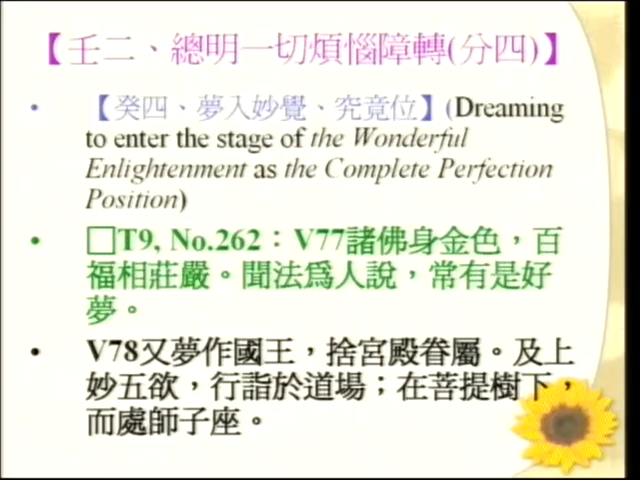 【壬二、總明一切煩惱障轉(分四)】
• 【癸四、夢入妙覺、究竟位】(Dreaming
to enter the stage of the Wonderful
Enlightenment as the Complete Perfection
Position)
• □T9, No.262：V77諸佛身金色，百
福相莊嚴。聞法爲人說，常有是好
夢。
• V78又夢作國王，捨宮殿眷屬。及上
妙五欲，行詣於道場；在菩提樹下，
而處師子座。